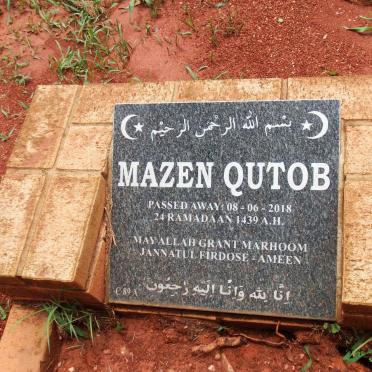 بسم الله الرحمن الرحيم
MAZEN QUTOB
PASSED AWAY: 08 - 06 - 2018
24 RAMADAAN 1439 A.H.
MAY ALLAH GRANT MARHOOM
JANNATUL FIRDOSE - AMEEN
انا لله وانا اليه رجعون
C 89 A